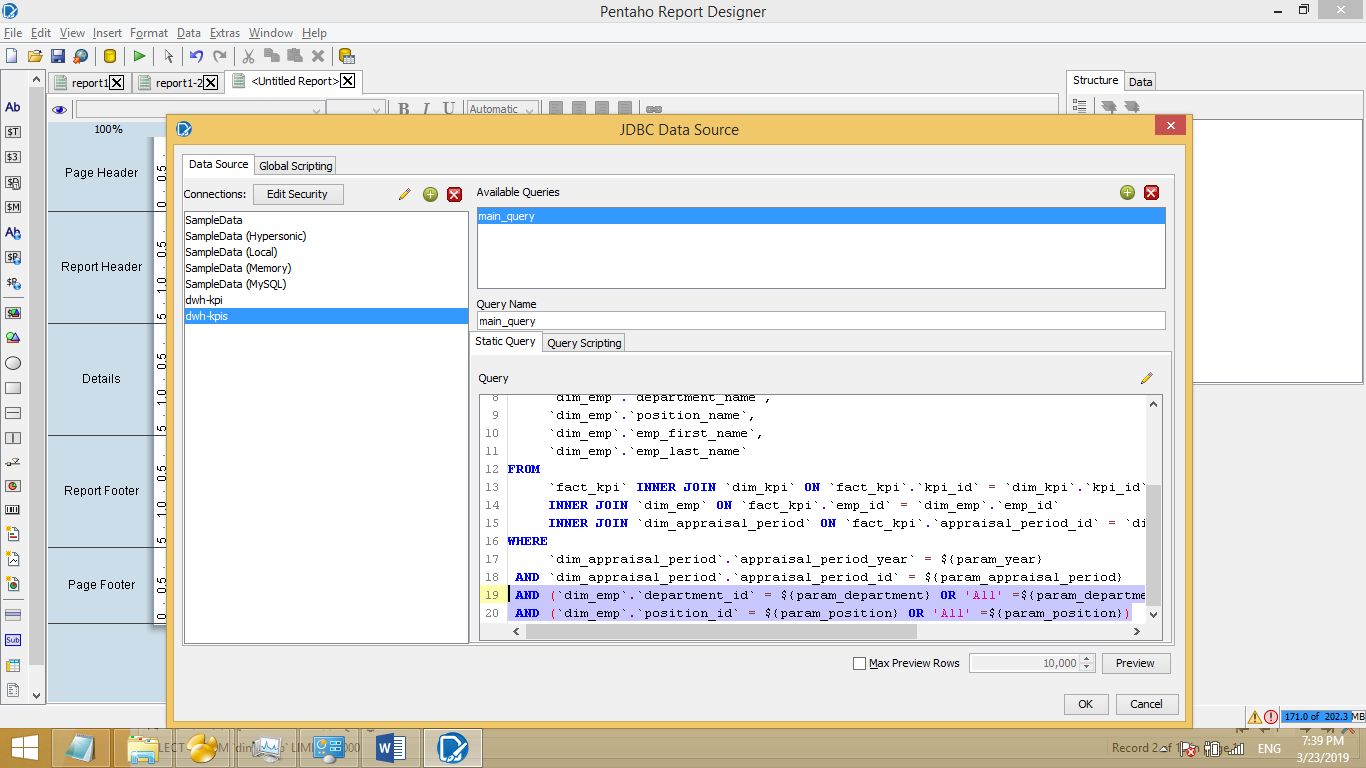 Pentaho Report Designer
File Edit View Insert Format Data Extras Window Help
report1 report1-2 <Untitled Report>
Structure Data
Automatic
100%
Page Header
Report Header
Details
Report Footer
Page Footer
JDBC Data Source
Data Source Global Scripting
Connections: Edit Security
SampleData
SampleData (Hypersonic)
SampleData (Local)
SampleData (Memory)
SampleData (MySQL)
dwh-kpi
dwh-kpis
Available Queries
main_query
Query Name
main_query
Static Query Query Scripting
Query
8 `dim_emp`.`department_name`,
9 `dim_emp`.`position_name`,
10 `dim_emp`.`emp_first_name`,
11 `dim_emp`.`emp_last_name`
12 FROM
13 `fact_kpi` INNER JOIN `dim_kpi` ON `fact_kpi`.`kpi_id` = `dim_kpi`.`kpi_id`
14 INNER JOIN `dim_emp` ON `fact_kpi`.`emp_id` = `dim_emp`.`emp_id`
15 INNER JOIN `dim_appraisal_period` ON `fact_kpi`.`appraisal_period_id` = `di
16 WHERE
17 `dim_appraisal_period`.`appraisal_period_year` = ${param_year}
18 AND `dim_appraisal_period`.`appraisal_period_id` = ${param_appraisal_period}
19 AND (`dim_emp`.`department_id` = ${param_department} OR 'All' =${param_departme
20 AND (`dim_emp`.`position_id` = ${param_position} OR 'All' =${param_position})
Max Preview Rows 10,000 Preview
OK Cancel
171.0 of 202.3 MB
Record 2 of
ENG
7:39 PM
3/23/2019